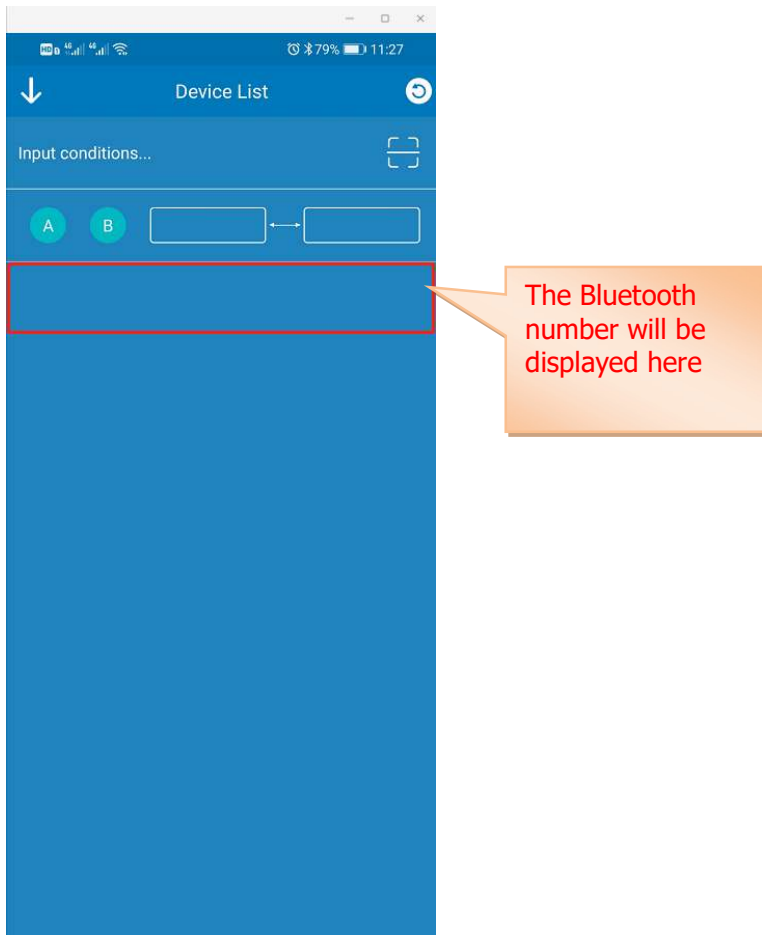 79% 11:27
Device List
Input conditions...
A B
The Bluetooth
number will be
displayed here